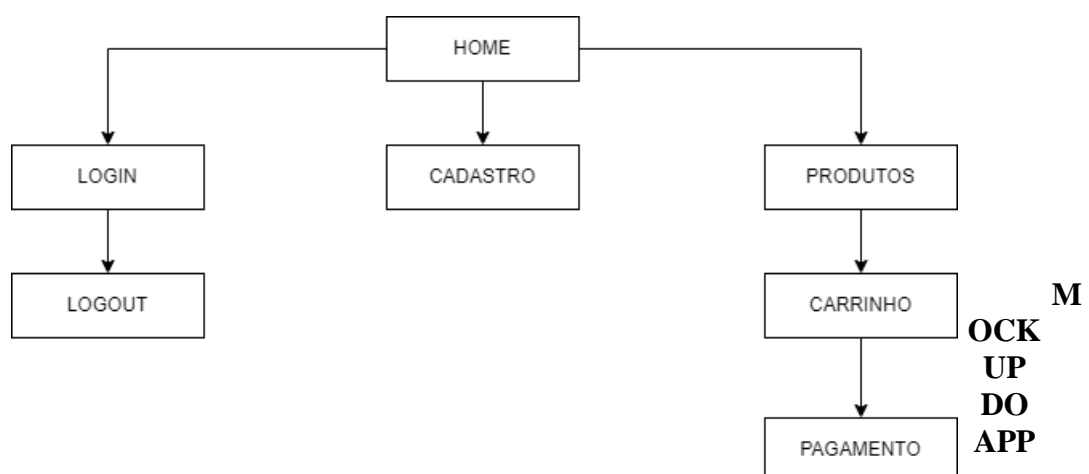 HOME
LOGIN
CADASTRO
PRODUTOS
LOGOUT
CARRINHO
PAGAMENTO
M
OCK
UP
DO
APP